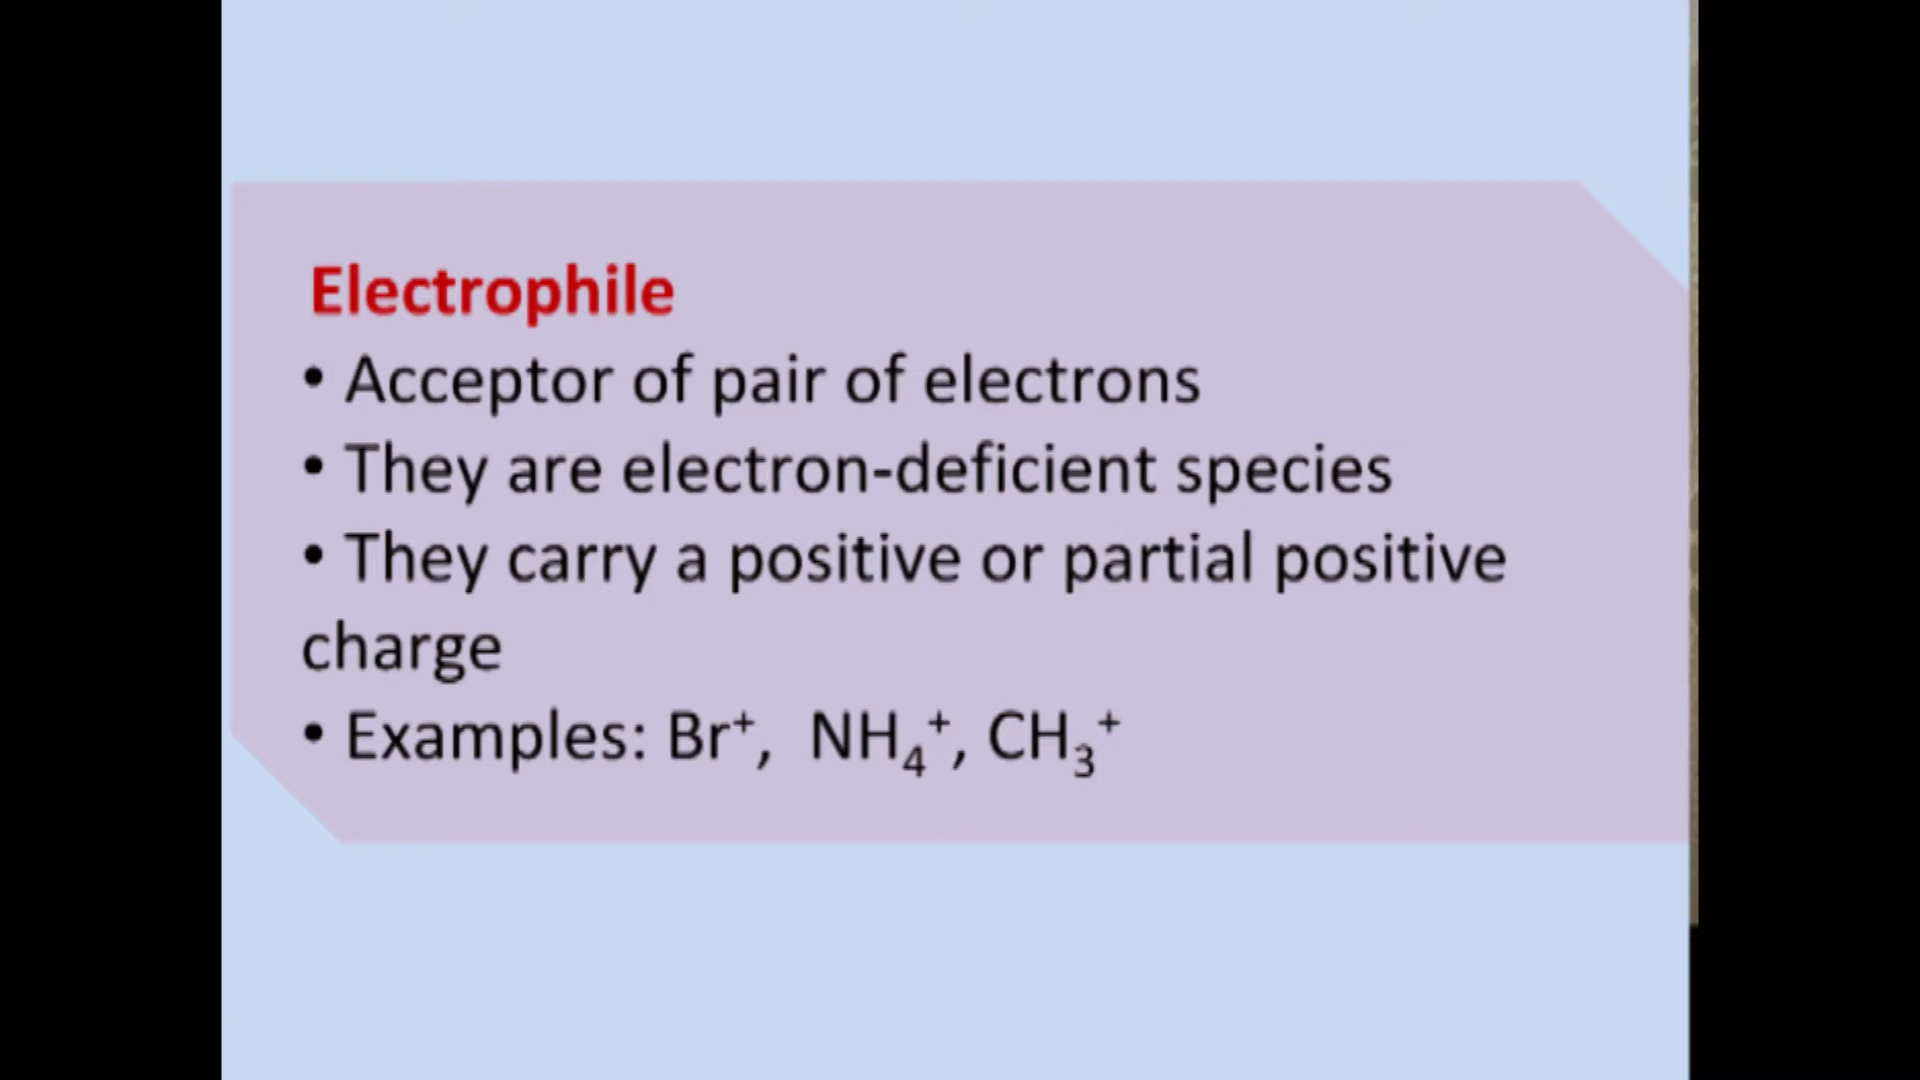 Electrophile
• Acceptor of pair of electrons
• They are electron-deficient species
• They carry a positive or partial positive
charge
• Examples: Br⁺, NH₄⁺, CH₃⁺